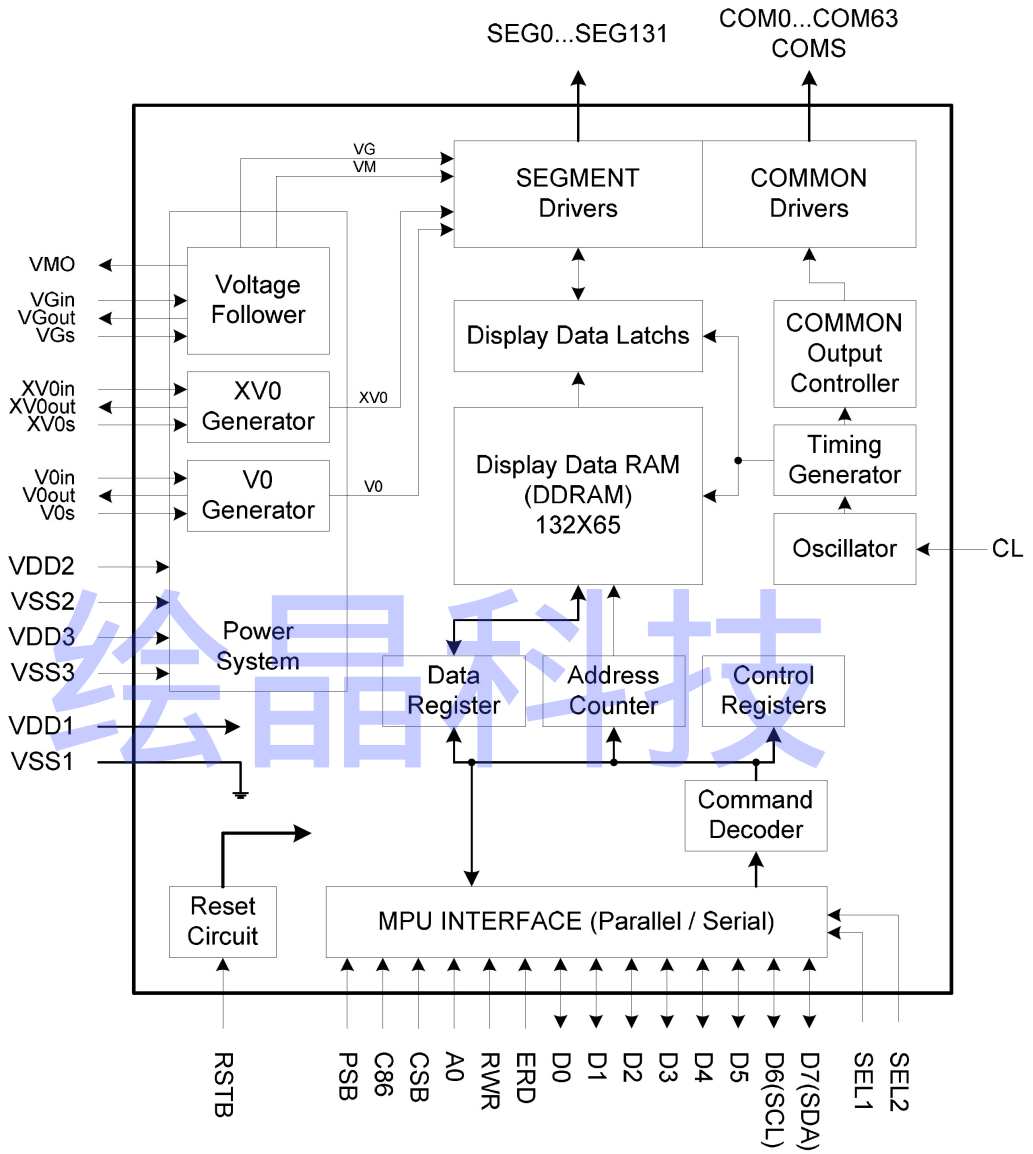 SEG0...SEG131
COM0...COM63
COMS
VG
VM
SEGMENT
Drivers
COMMON
Drivers
VMO
VGin
VGout
VGs
Voltage
Follower
Display Data Latchs
COMMON
Output
Controller
XV0in
XV0out
XV0s
XV0
Generator
XV0
V0in
V0out
V0s
V0
Generator
V0
Display Data RAM
(DDRAM)
132X65
Timing
Generator
Oscillator
CL
VDD2
VSS2
VDD3
VSS3
Power
System
绘晶科技
Data
Register
Address
Counter
Control
Registers
VDD1
VSS1
Command
Decoder
Reset
Circuit
MPU INTERFACE (Parallel / Serial)
RSTB
PSB
C86
CSB
A0
RWR
ERD
D0
D1
D2
D3
D4
D5
D6(SCL)
D7(SDA)
SEL1
SEL2